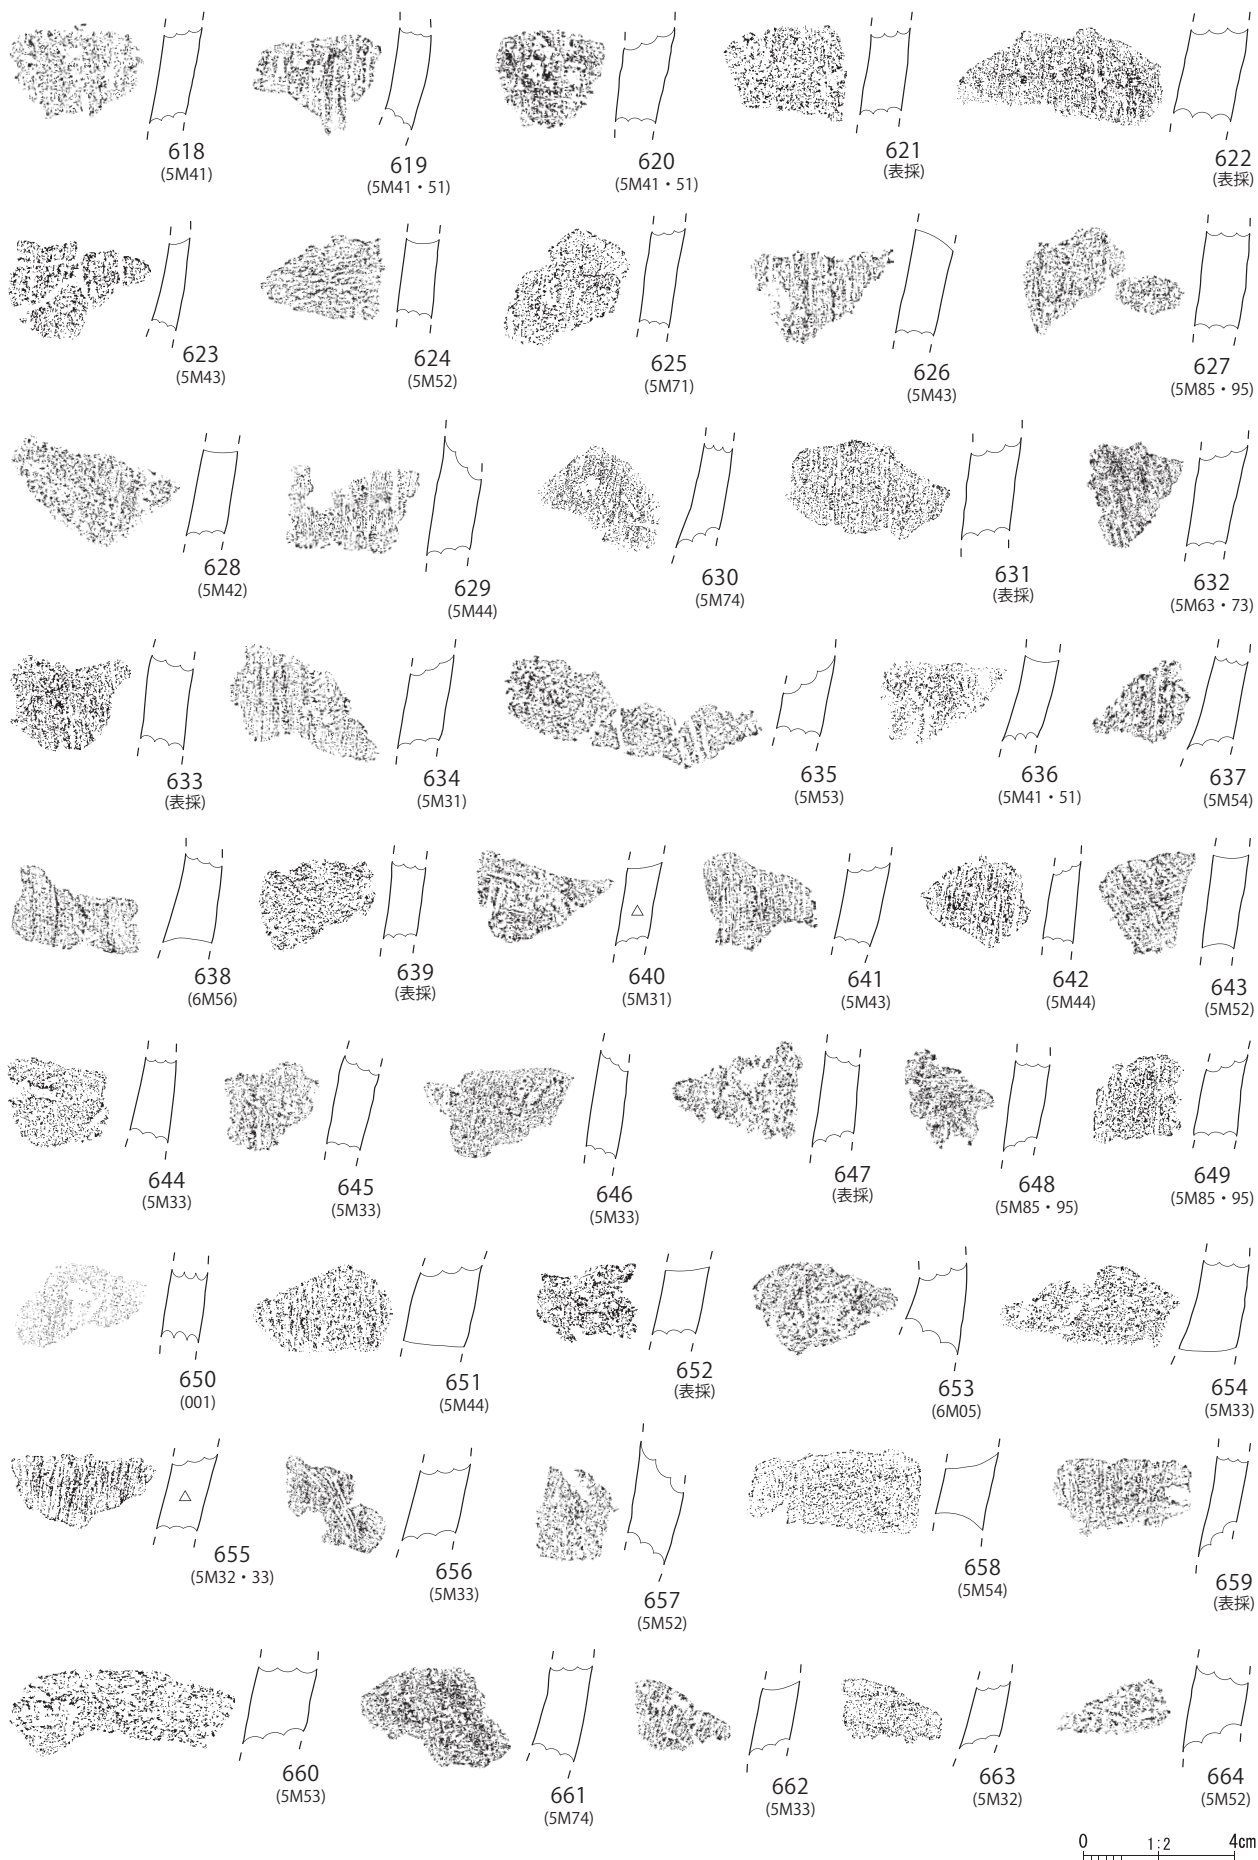 618
(5M41)
619
(5M41・51)
620
(5M41・51)
621
(表採)
622
(表採)
623
(5M43)
624
(5M52)
625
(5M71)
626
(5M43)
627
(5M85・95)
628
(5M42)
629
(5M44)
630
(5M74)
631
(表採)
632
(5M63・73)
633
(表採)
634
(5M31)
635
(5M53)
636
(5M41・51)
637
(5M54)
638
(6M56)
639
(表採)
640
(5M31)
641
(5M43)
642
(5M44)
643
(5M52)
644
(5M33)
645
(5M33)
646
(5M33)
647
(表採)
648
(5M85・95)
649
(5M85・95)
650
(001)
651
(5M44)
652
(表採)
653
(6M05)
654
(5M33)
655
(5M32・33)
656
(5M33)
657
(5M52)
658
(5M54)
659
(表採)
660
(5M53)
661
(5M74)
662
(5M33)
663
(5M32)
664
(5M52)
0 1:2 4cm